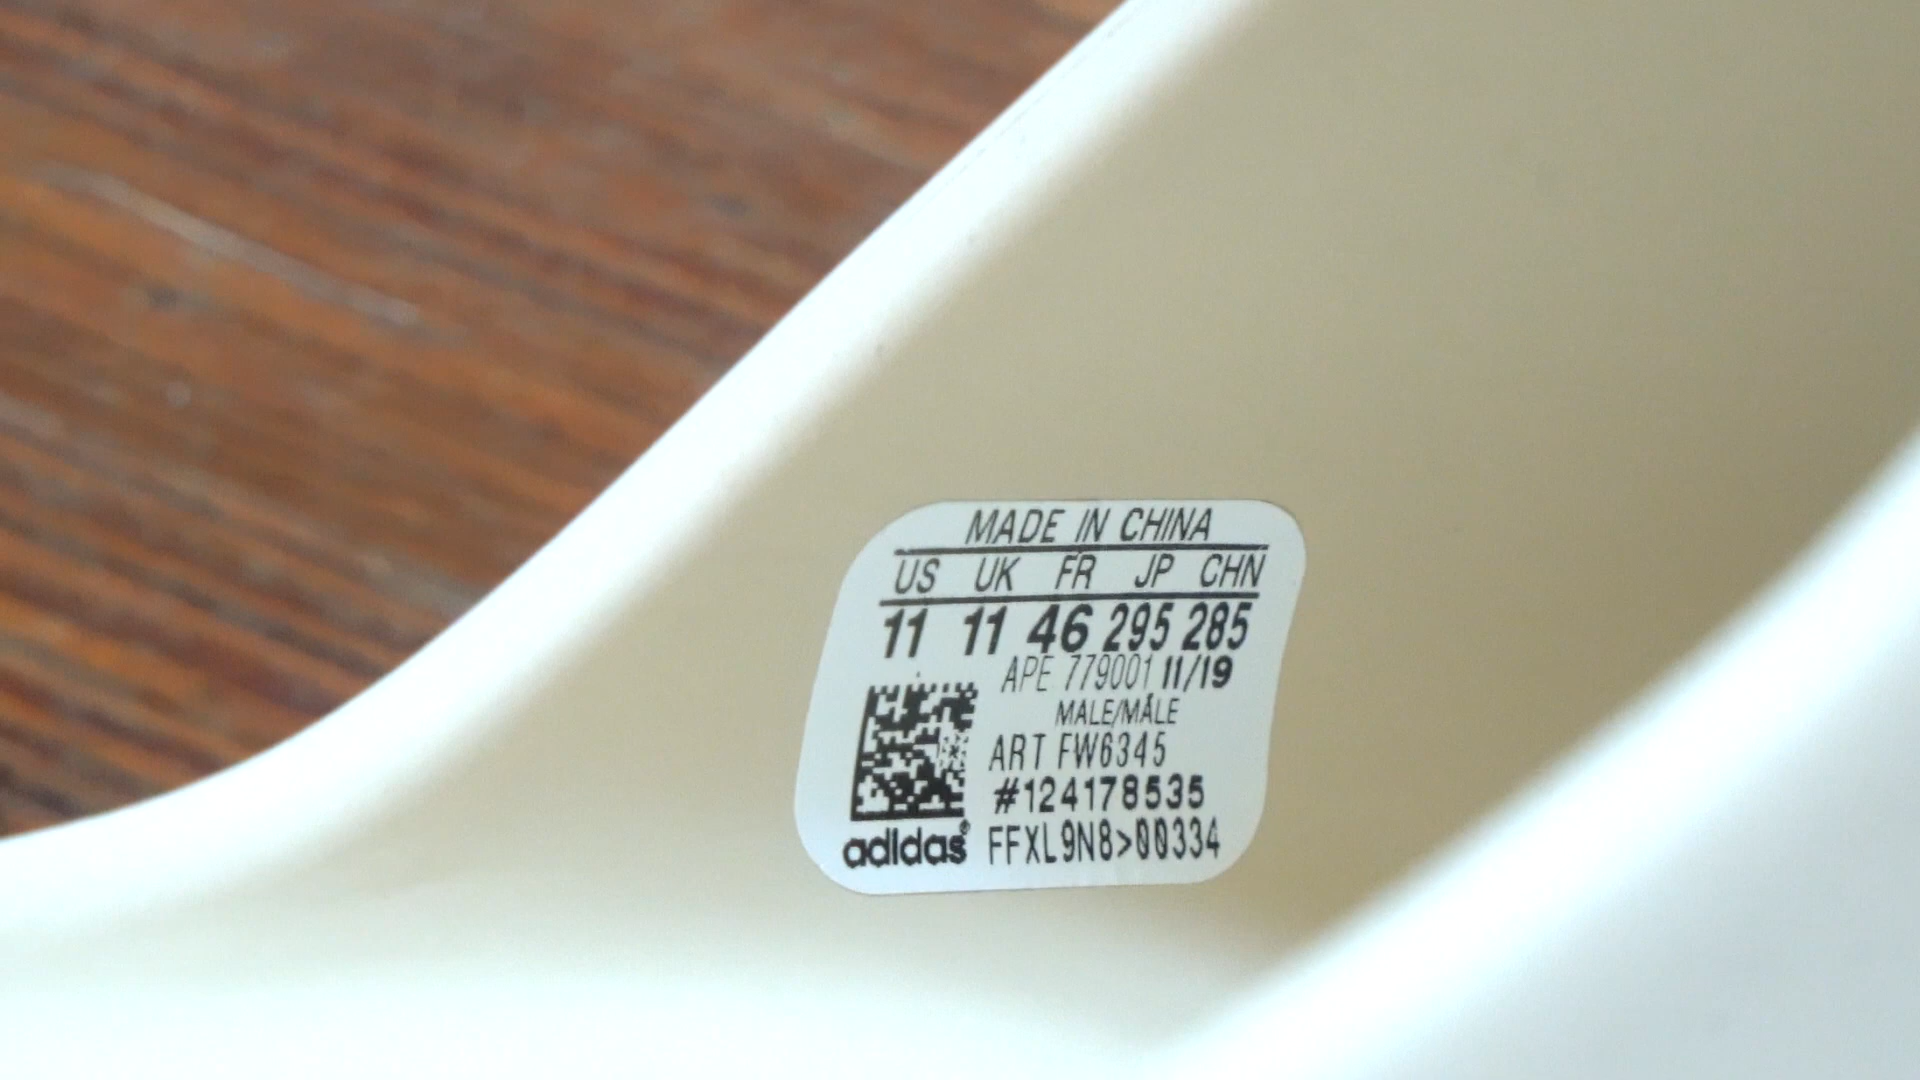 MADE IN CHINA
US UK FR JP CHN
11 11 46 295 285
APE 779001 11/19
MALE/MÂLE
ART FW6345
#124178535
adidas® FFXL9N8>00334